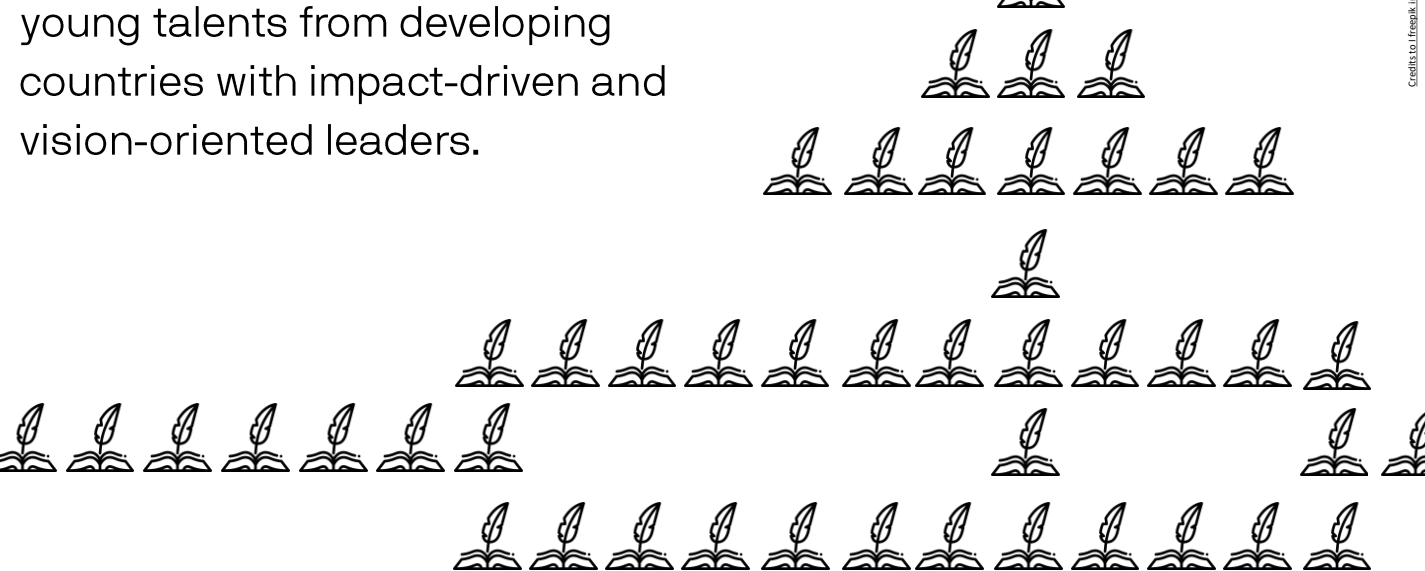 young talents from developing
countries with impact-driven and
vision-oriented leaders.
Credits to I freepik